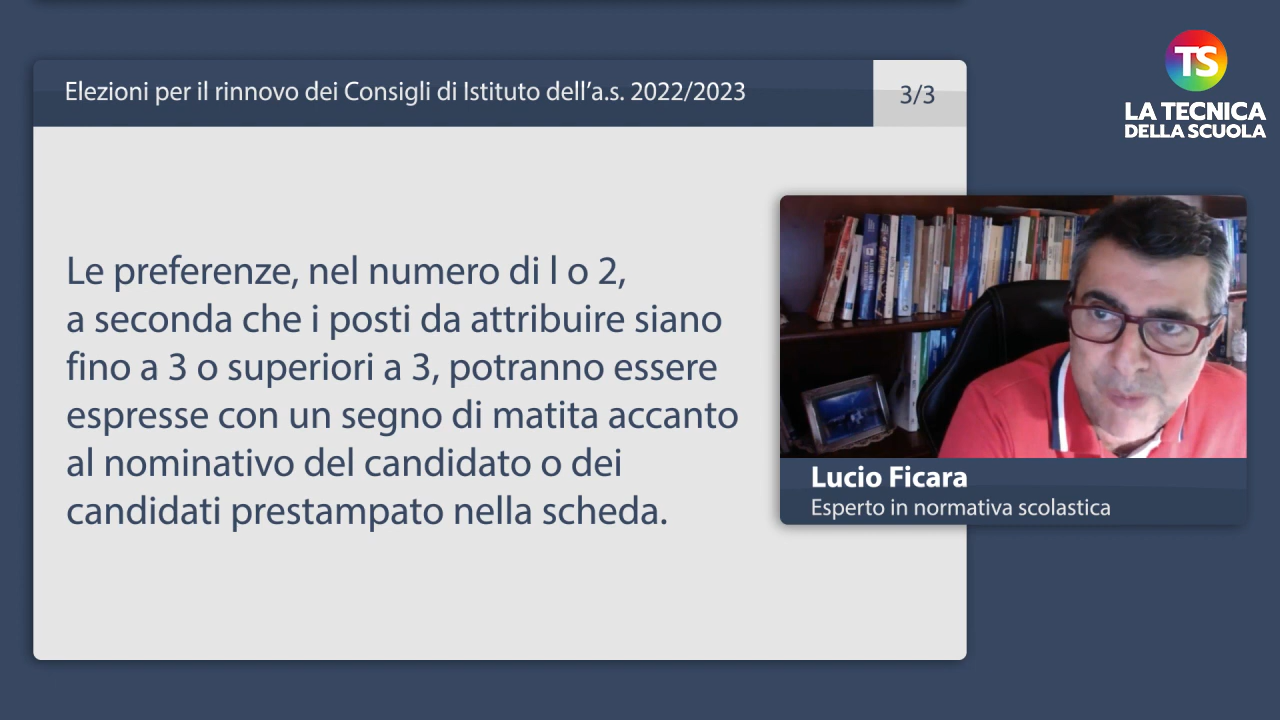 Elezioni per il rinnovo dei Consigli di Istituto dell'a.s. 2022/2023
3/3
TS
LA TECNICA
DELLA SCUOLA
Le preferenze, nel numero di l o 2,
a seconda che i posti da attribuire siano
fino a 3 o superiori a 3, potranno essere
espresse con un segno di matita accanto
al nominativo del candidato o dei
candidati prestampato nella scheda.
Lucio Ficara
Esperto in normativa scolastica